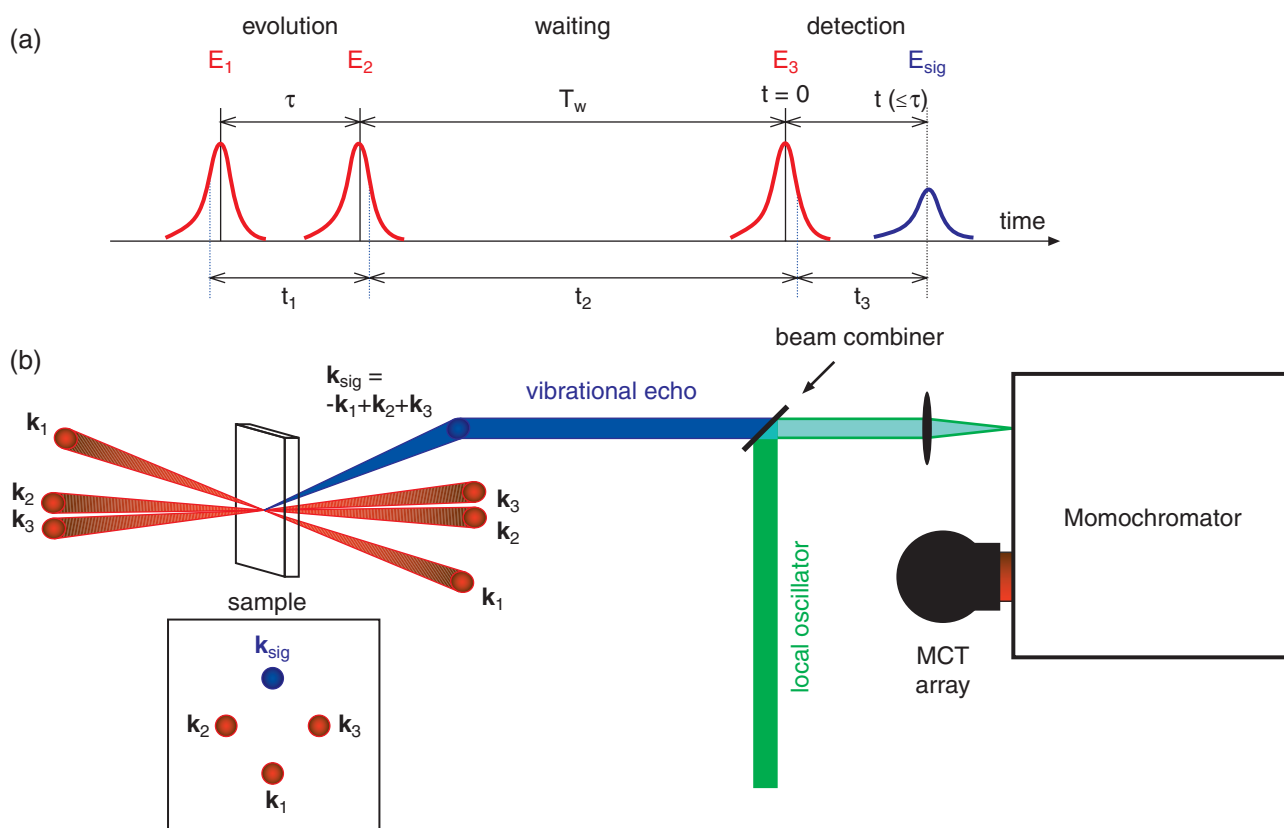 (a)
evolution waiting detection
E1 E2 E3 Esig
τ Tw t = 0 t (≤τ)
time
t1 t2 t3
(b)
beam combiner
ksig =
-k1+k2+k3
vibrational echo
k1
k2
k3
k3
k2
k1
sample
Momochromator
local oscillator
MCT
array
ksig
k2 k3
k1